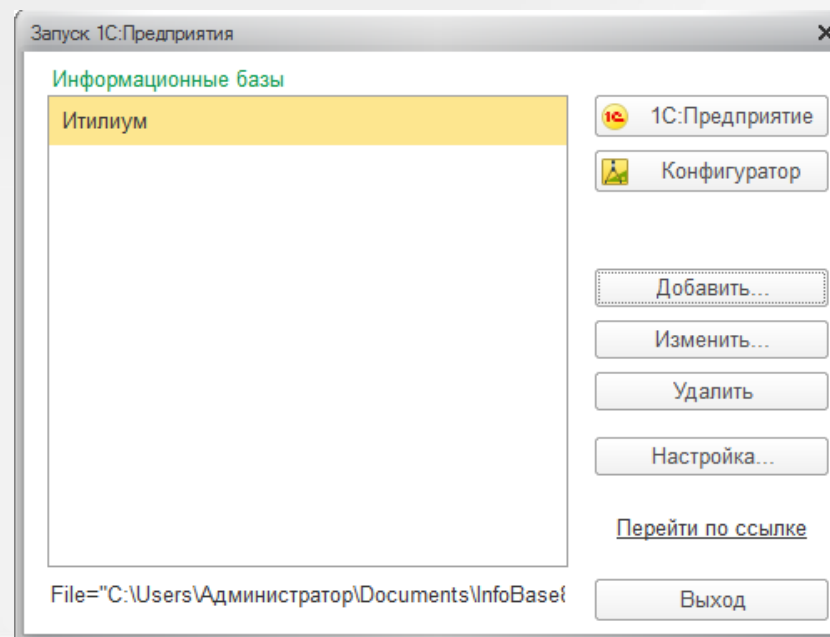 Запуск 1С:Предприятия
Информационные базы
Итилиум
1С:Предприятие
Конфигуратор
Добавить...
Изменить...
Удалить
Настройка...
Перейти по ссылке
File="C:\Users\Администратор\Documents\InfoBase
Выход